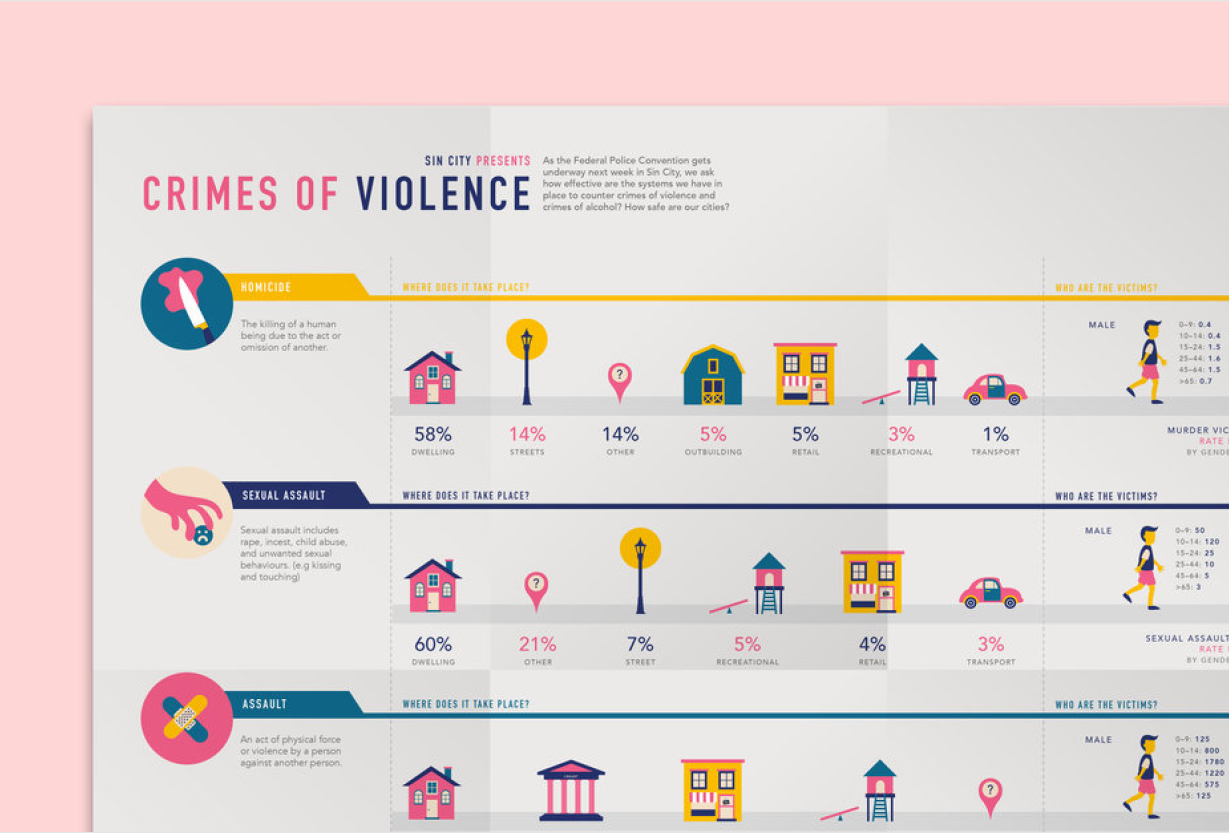 SIN CITY PRESENTS
CRIMES OF VIOLENCE
As the Federal Police Convention gets
underway next week in Sin City, we ask
how effective are the systems we have in
place to counter crimes of violence and
crimes of alcohol? How safe are our cities?
HOMICIDE
The killing of a human
being due to the act or
omission of another.
WHERE DOES IT TAKE PLACE?
?
58%
DWELLING
14%
STREETS
14%
OTHER
5%
OUTBUILDING
5%
RETAIL
3%
RECREATIONAL
1%
TRANSPORT
WHO ARE THE VICTIMS?
MALE
0–9: 0.4
10–14: 0.4
15–24: 1.5
25–44: 1.6
45–64: 1.5
>65: 0.7
MURDER VIC
RATE
BY GENDE
SEXUAL ASSAULT
Sexual assault includes
rape, incest, child abuse,
and unwanted sexual
behaviours. (e.g kissing
and touching)
WHERE DOES IT TAKE PLACE?
?
60%
DWELLING
21%
OTHER
7%
STREET
5%
RECREATIONAL
4%
RETAIL
3%
TRANSPORT
WHO ARE THE VICTIMS?
MALE
0–9: 50
10–14: 120
15–24: 25
25–44: 10
45–64: 5
>65: 3
SEXUAL ASSAULT
RATE
BY GENDE
ASSAULT
An act of physical force
or violence by a person
against another person.
WHERE DOES IT TAKE PLACE?
?
WHO ARE THE VICTIMS?
MALE
0–9: 125
10–14: 800
15–24: 1780
25–44: 1220
45–64: 575
>65: 125